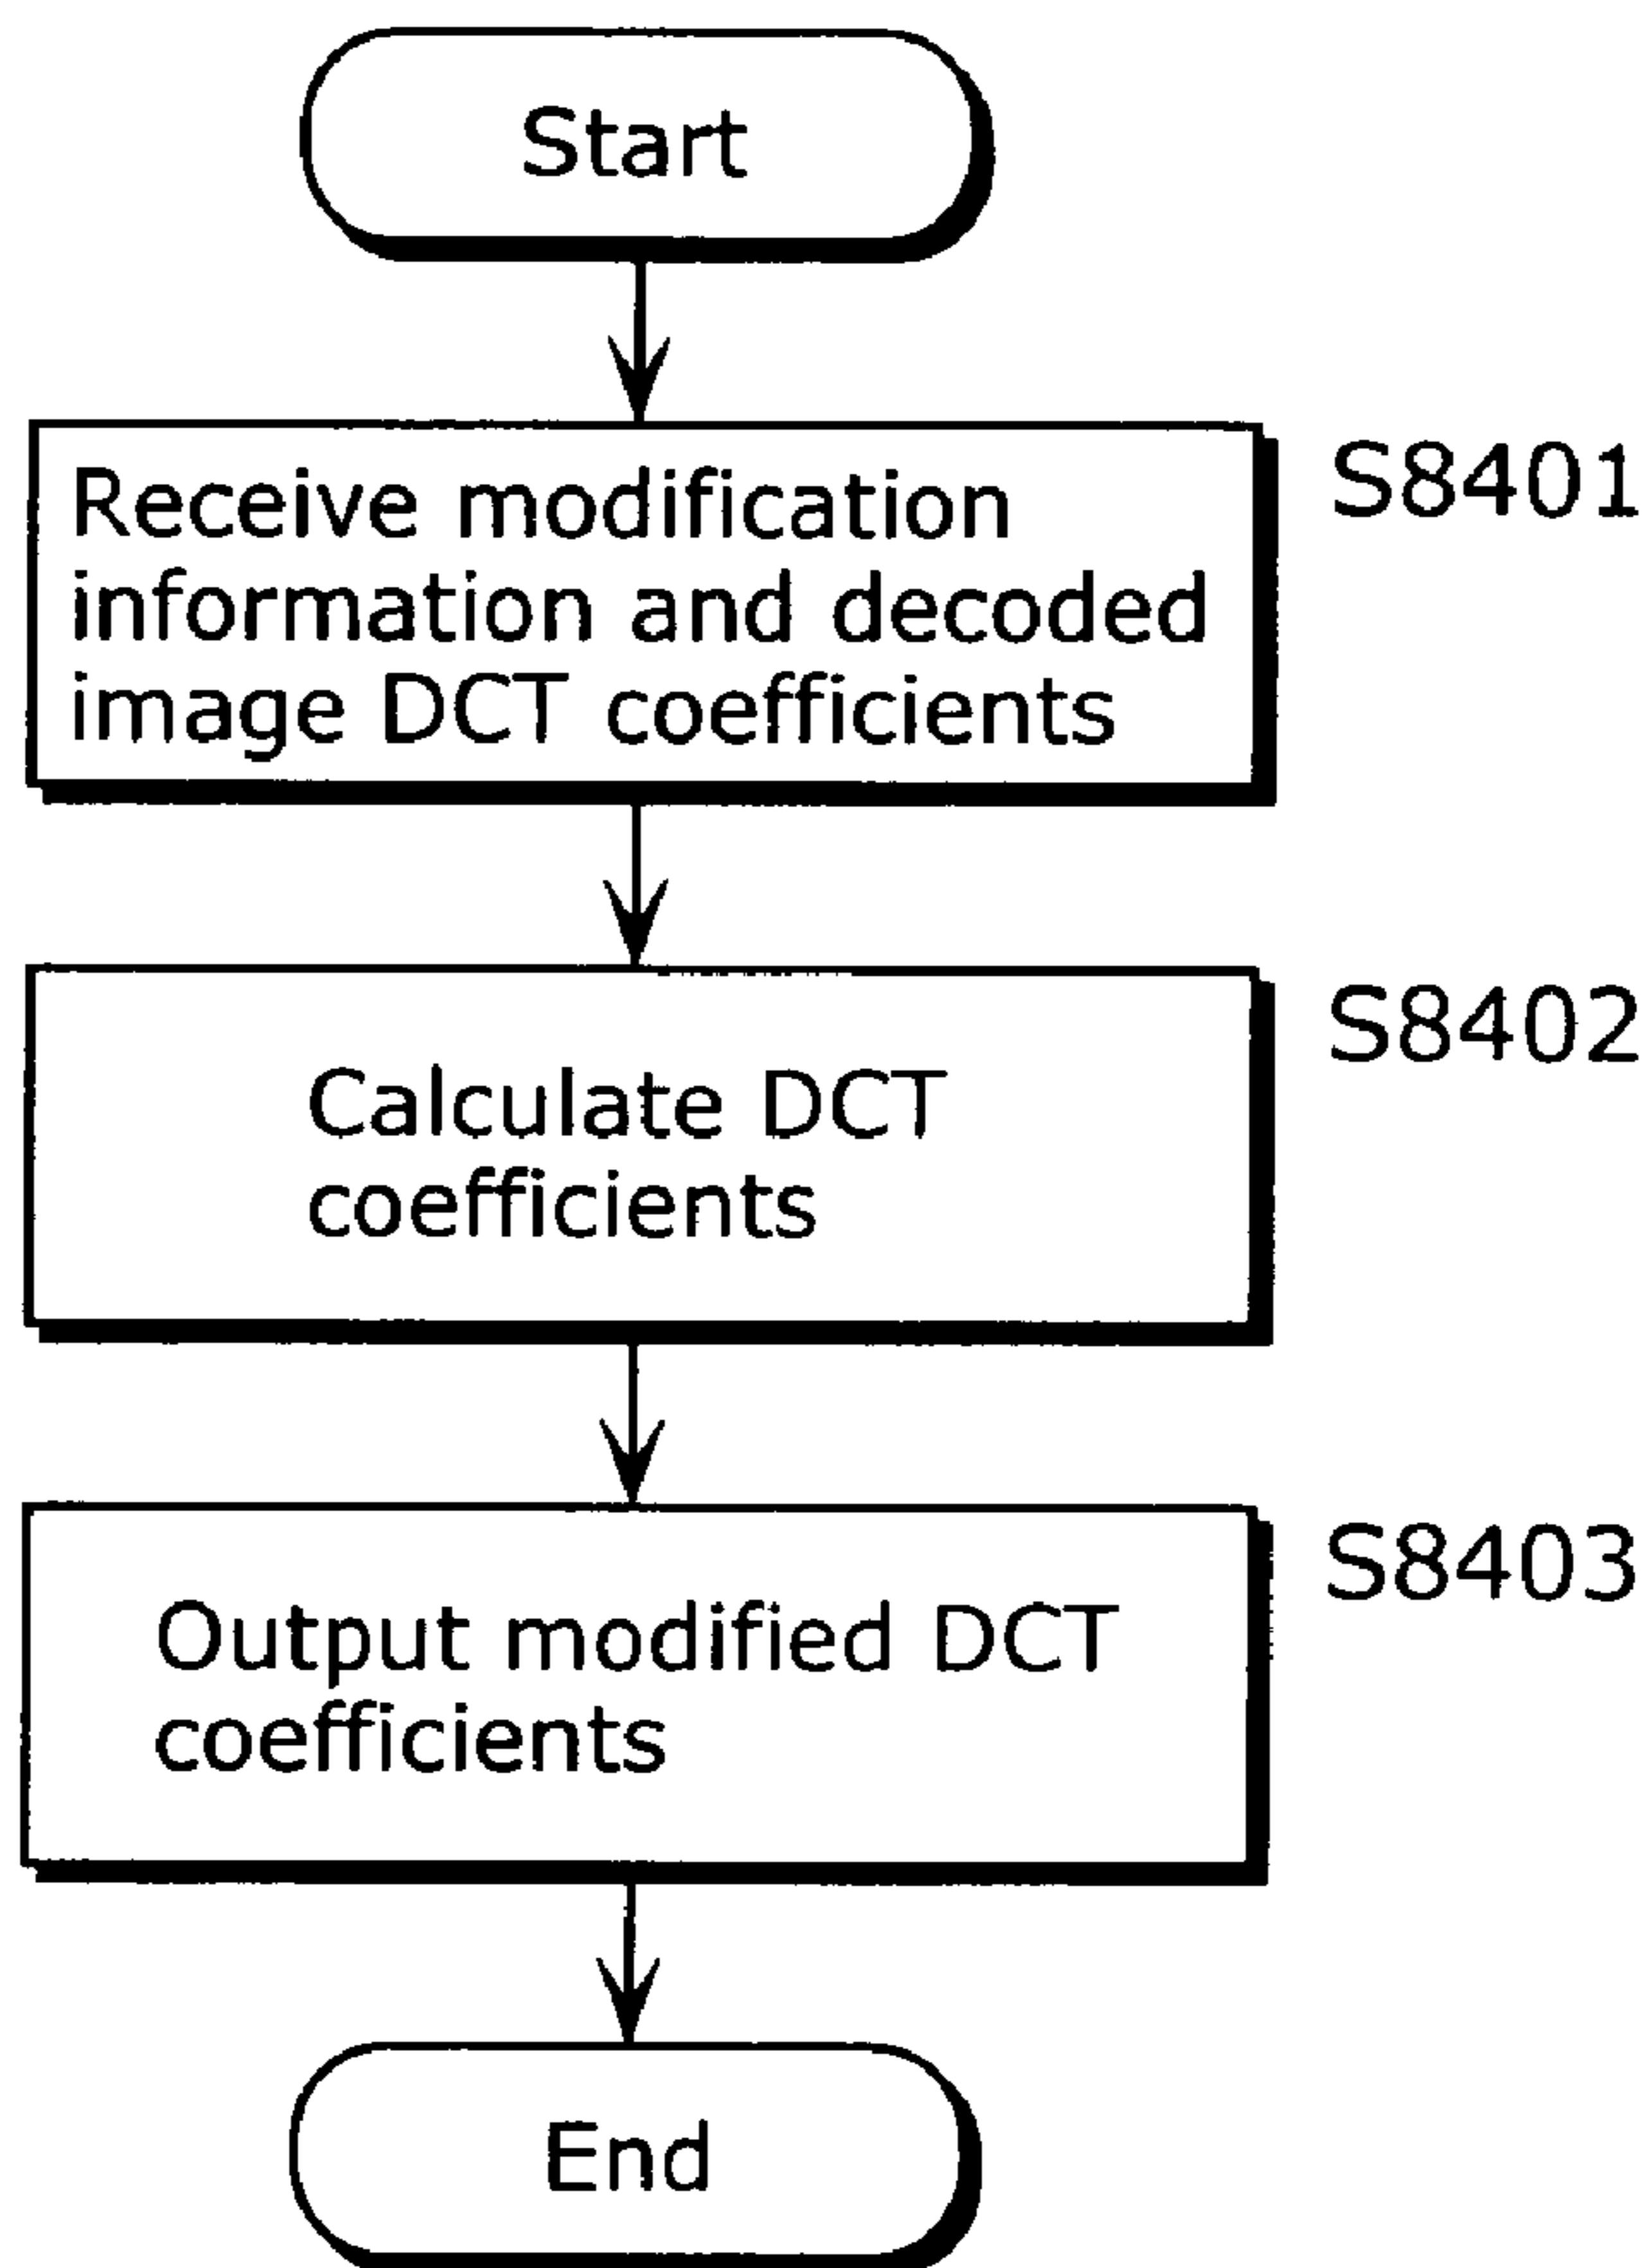 Start
Receive modification
information and decoded
image DCT coefficients
S8401
Calculate DCT
coefficients
S8402
Output modified DCT
coefficients
S8403
End